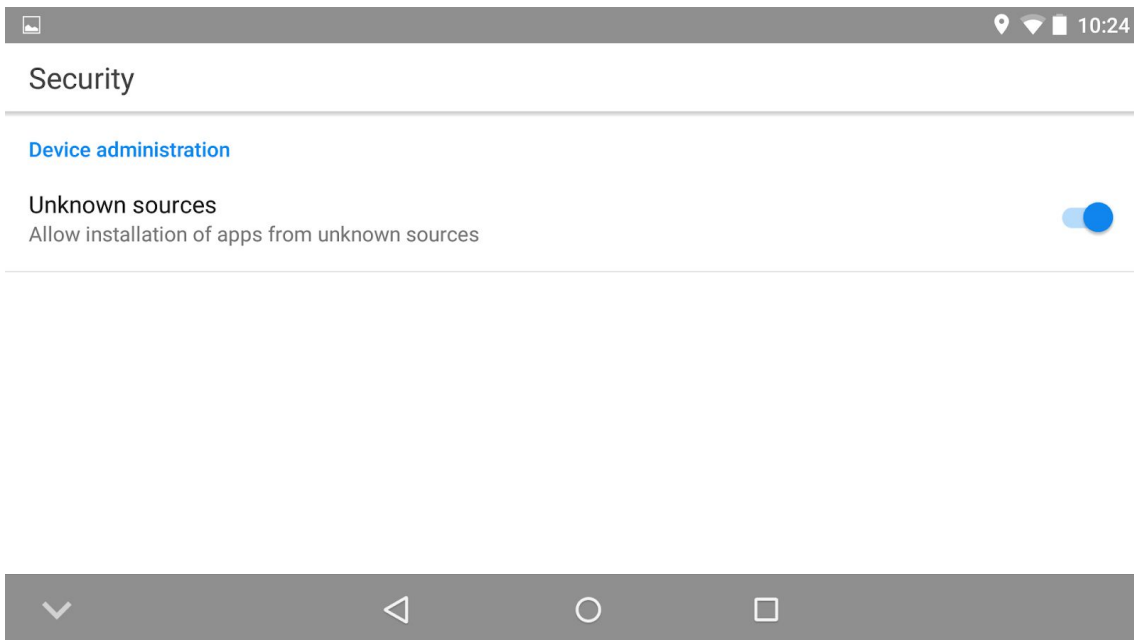 10:24
Security
Device administration
Unknown sources
Allow installation of apps from unknown sources